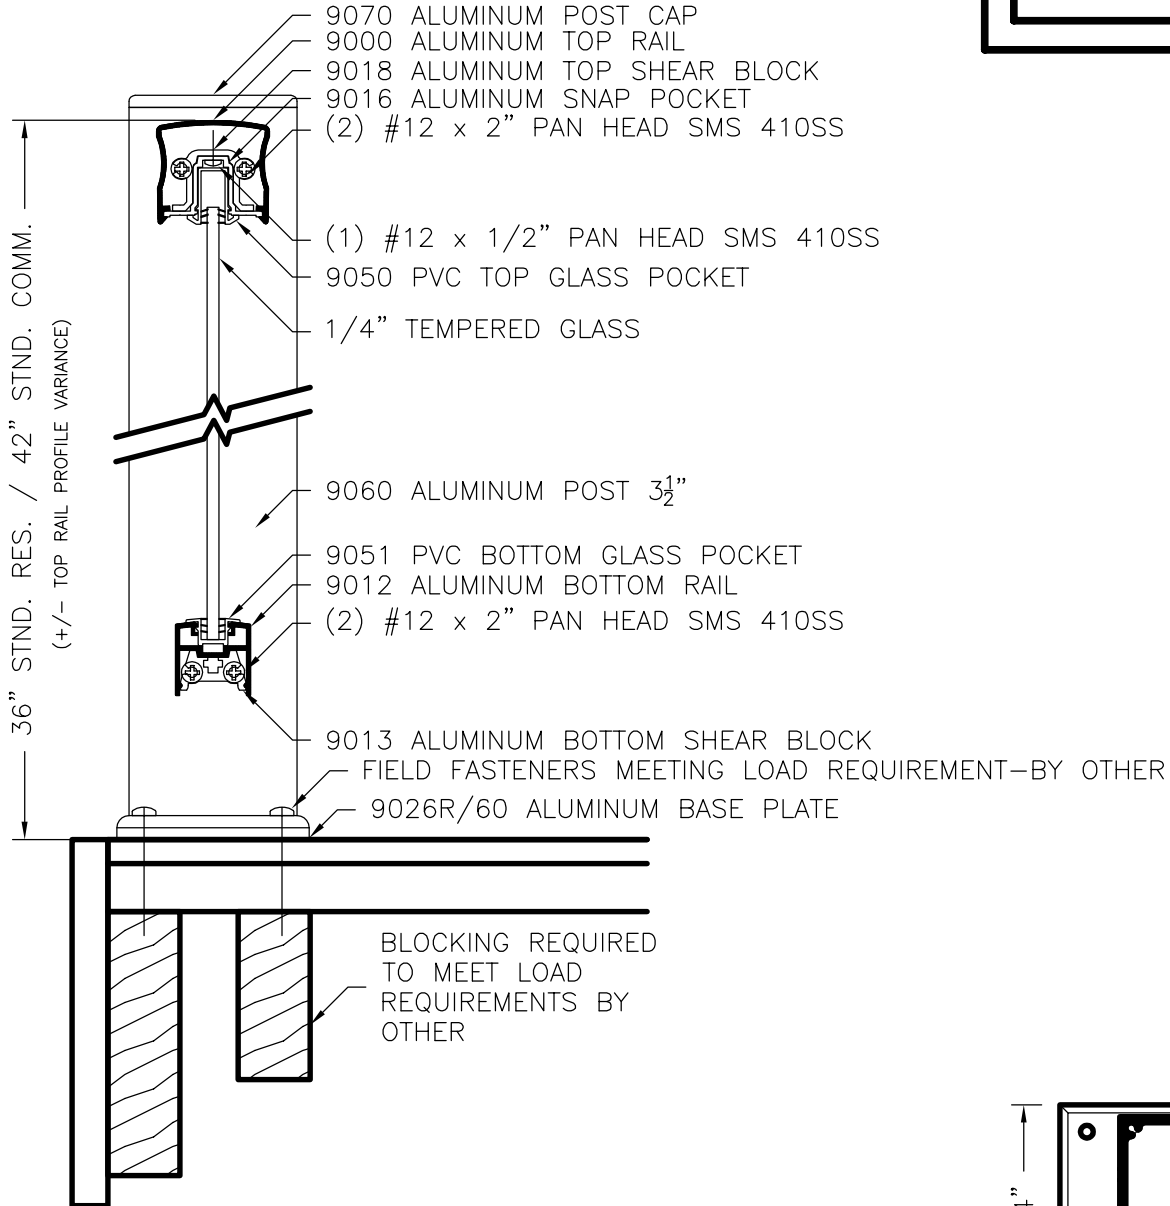 9070 ALUMINUM POST CAP
9000 ALUMINUM TOP RAIL
9018 ALUMINUM TOP SHEAR BLOCK
9016 ALUMINUM SNAP POCKET
(2) #12 x 2” PAN HEAD SMS 410SS
(1) #12 x 1/2” PAN HEAD SMS 410SS
9050 PVC TOP GLASS POCKET
1/4” TEMPERED GLASS
36” STND. RES. / 42” STND. COMM.
(+/- TOP RAIL PROFILE VARIANCE)
9060 ALUMINUM POST 3½”
9051 PVC BOTTOM GLASS POCKET
9012 ALUMINUM BOTTOM RAIL
(2) #12 x 2” PAN HEAD SMS 410SS
9013 ALUMINUM BOTTOM SHEAR BLOCK
FIELD FASTENERS MEETING LOAD REQUIREMENT-BY OTHER
9026R/60 ALUMINUM BASE PLATE
BLOCKING REQUIRED
TO MEET LOAD
REQUIREMENTS BY
OTHER